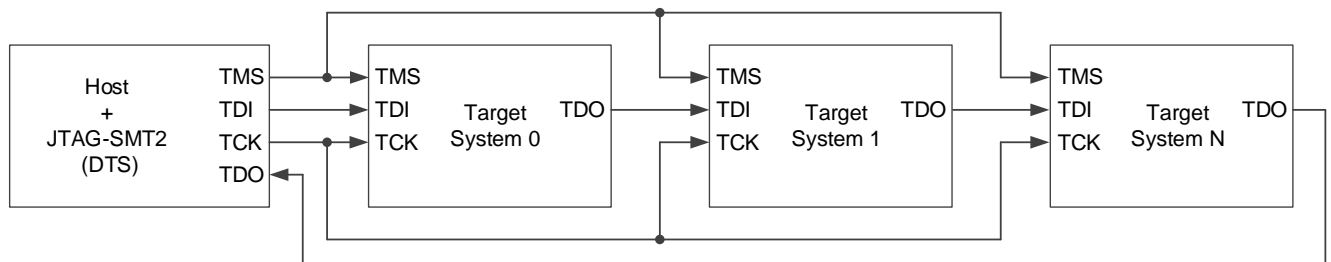 Host
+
JTAG-SMT2
(DTS)
TMS
TDI
TCK
TDO
TMS
TDI
TCK
Target
System 0
TDO
TMS
TDI
TCK
Target
System 1
TDO
TMS
TDI
TCK
Target
System N
TDO